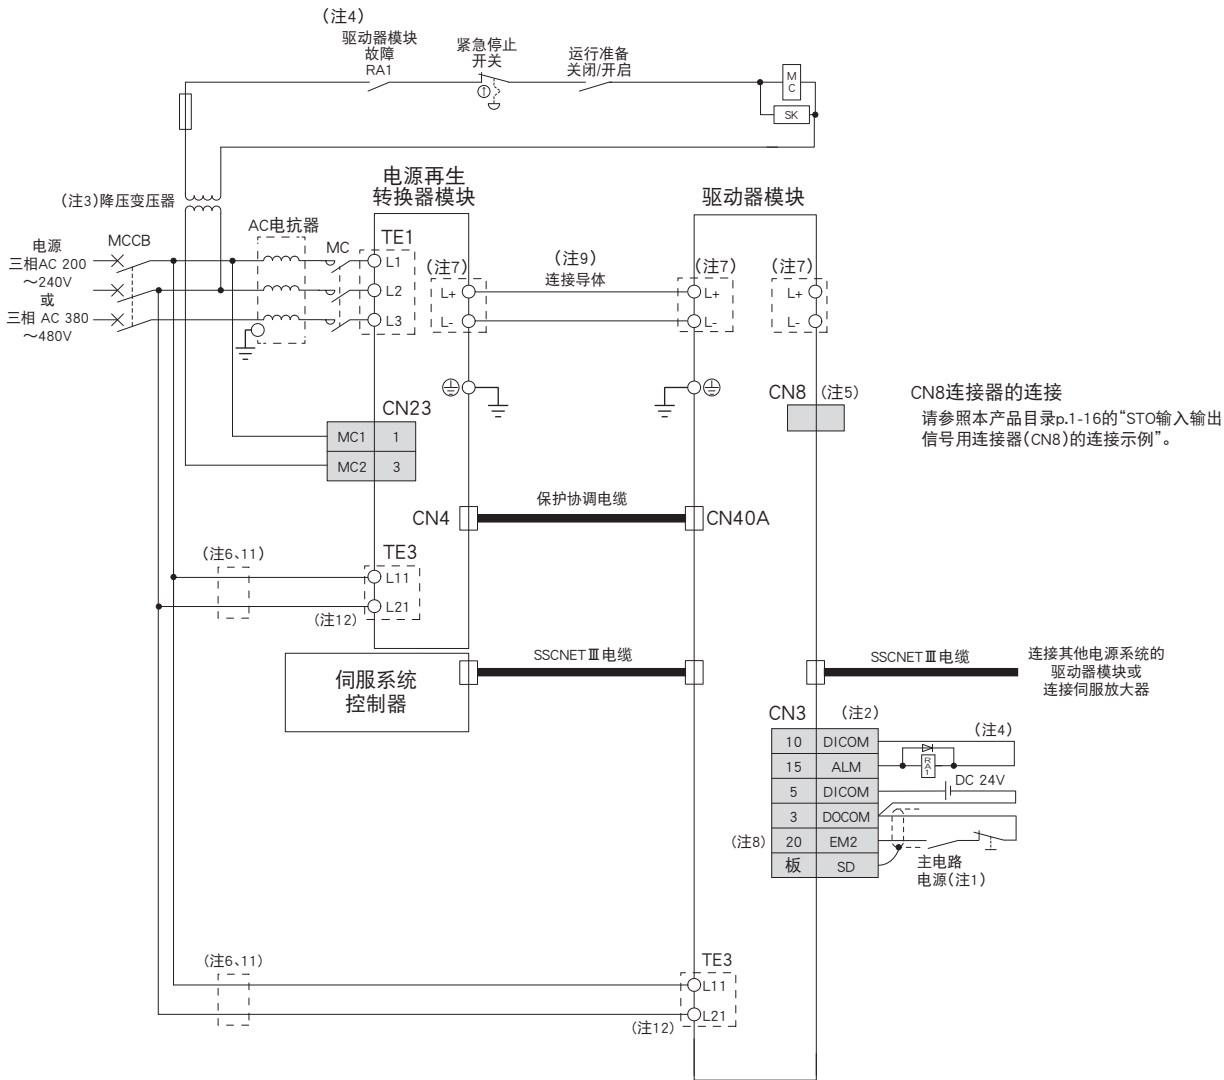 (注4)
驱动器模块
故障
RA1
紧急停止
开关
运行准备
关闭/开启
M
C
SK
(注3)降压变压器
电源再生
转换器模块
驱动器模块
AC电抗器
MCCB
MC
TE1
电源
三相AC 200
～240V
或
三相 AC 380
～480V
L1
L2
L3
(注7)
L+
L-
(注9)
连接导体
(注7)
L+
L-
(注7)
L+
L-
CN23
MC1 1
MC2 3
CN8 (注5)
CN8连接器的连接
请参照本产品目录p.1-16的“STO输入输出
信号用连接器(CN8)的连接示例”。
CN4
保护协调电缆
CN40A
(注6、11)
TE3
L11
L21
(注12)
伺服系统
控制器
SSCNETⅢ电缆
SSCNETⅢ电缆
连接其他电源系统的
驱动器模块或
连接伺服放大器
CN3 (注2)
(注4)
10 DICOM
15 ALM
R
A
1
5 DICOM
DC 24V
3 DOCOM
(注8)
20 EM2
板 SD
主电路
电源(注1)
(注6、11)
TE3
L11
L21
(注12)